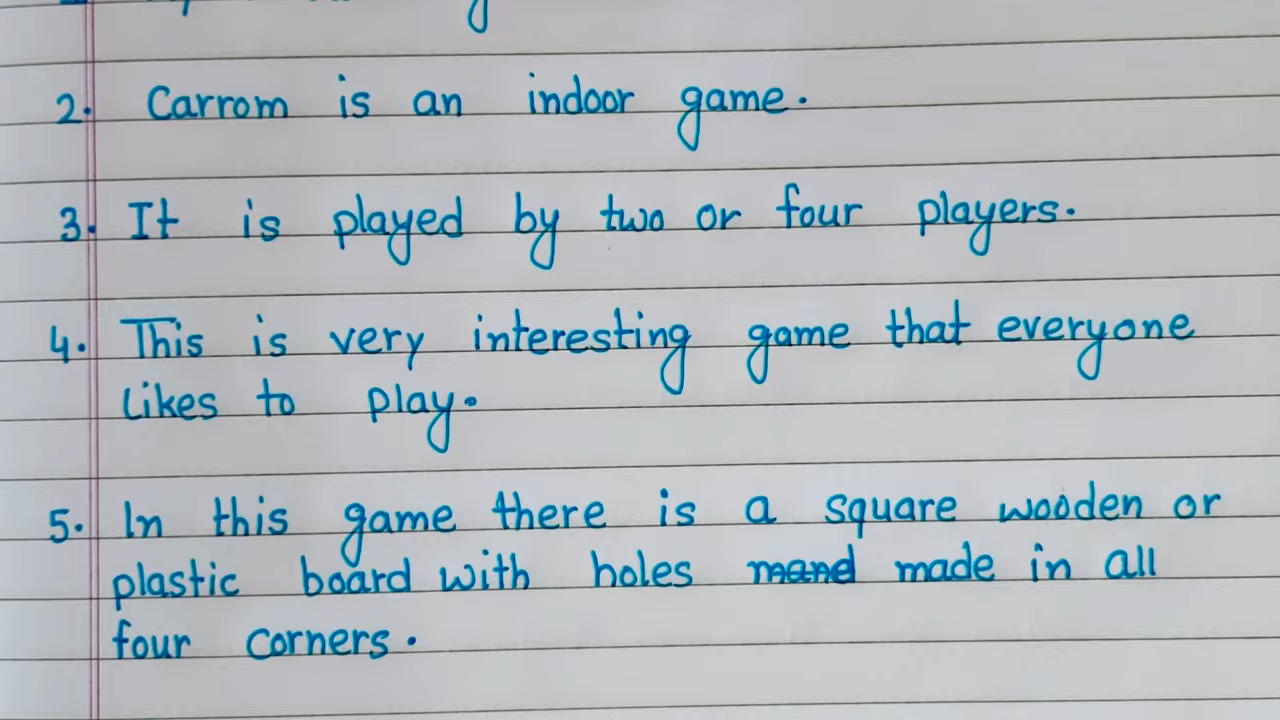 2. Carrom is an indoor game.
3. It is played by two or four players.
4. This is very interesting game that everyone
likes to play.
5. In this game there is a square wooden or
plastic board with holes mand made in all
four corners.